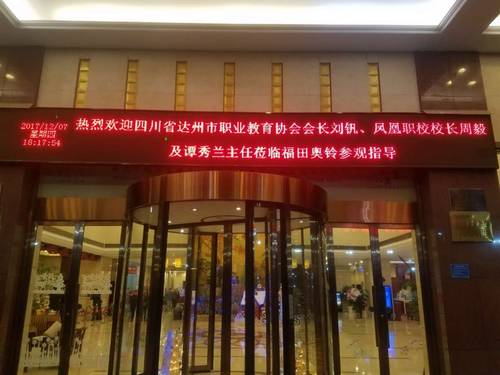 2017/12/07
星期四
18:17:54
热烈欢迎四川省达州市职业教育协会会长刘钒、凤凰职校校长周毅
及谭秀兰主任莅临福田奥铃参观指导